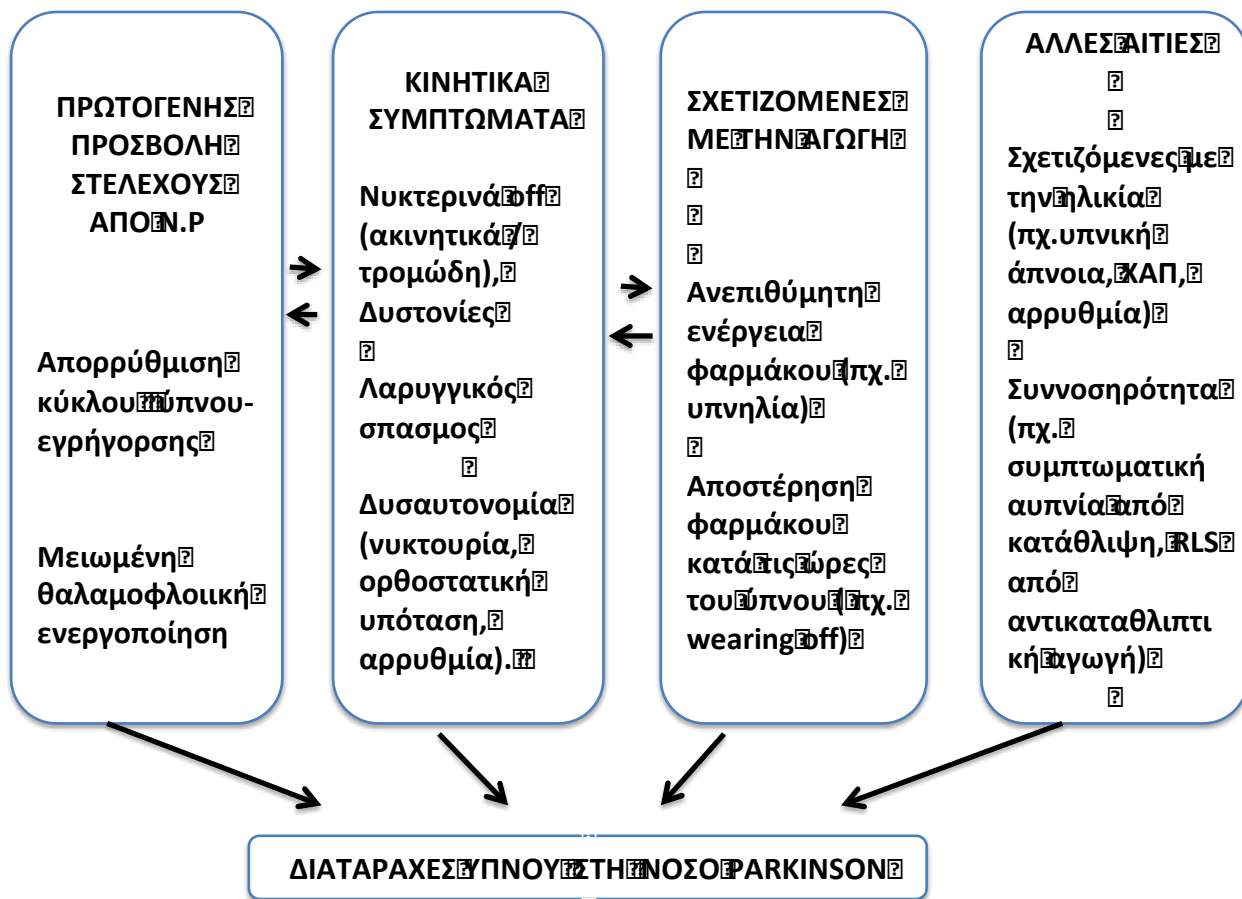 ΠΡΩΤΟΓΕΝΗΣ
ΠΡΟΣΒΟΛΗ
ΣΤΕΛΕΧΟΥΣ
ΑΠΟ Ν.Ρ
Απορρύθμιση
κύκλου ύπνου-
εγρήγορσης
Μειωμένη
θαλαμοφλοιική
ενεργοποίηση
ΚΙΝΗΤΙΚΑ
ΣΥΜΠΤΩΜΑΤΑ
Νυκτερινά off
(ακινητικά /
τρομώδη),
Δυστονίες
Λαρυγγικός
σπασμος
Δυσαυτονομία
(νυκτουρία,
ορθοστατική
υπόταση,
αρρυθμία).
ΣΧΕΤΙΖΟΜΕΝΕΣ
ΜΕ ΤΗΝ ΑΓΩΓΗ
Ανεπιθύμητη
ενέργεια
φαρμάκου (πχ.
υπνηλία)
Αποστέρηση
φαρμάκου
κατά τις ώρες
του ύπνου ( πχ.
wearing off)
ΑΛΛΕΣ ΑΙΤΙΕΣ
Σχετιζόμενες με
την ηλικία
(πχ.υπνική
άπνοια, ΧΑΠ,
αρρυθμία)
Συννοσηρότητα
(πχ.
συμπτωματική
αυπνία από
κατάθλιψη, RLS
από
αντικαταθλιπτι
κή αγωγή)
ΔΙΑΤΑΡΑΧΕΣ ΥΠΝΟΥ ΣΤΗ ΝΟΣΟ PARKINSON